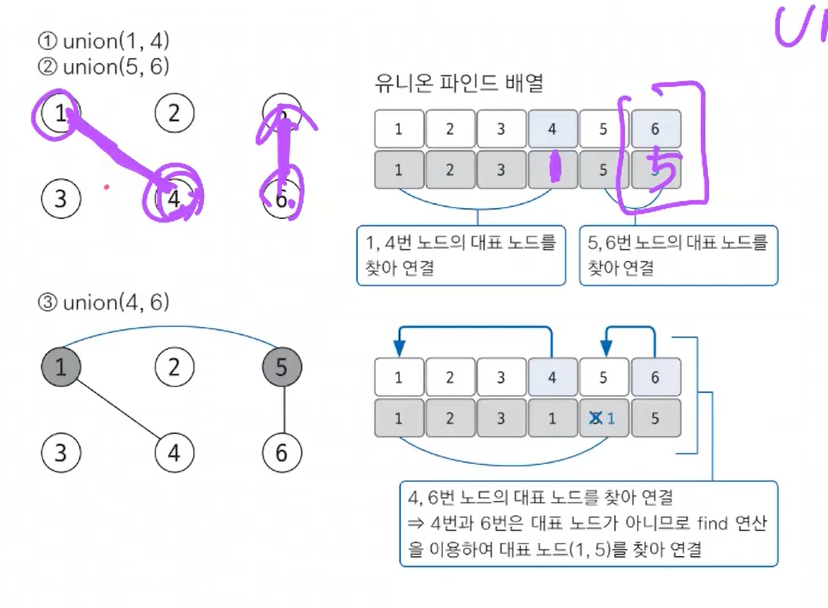 ① union(1, 4)
② union(5, 6)
1 2 5
3 4 6
유니온 파인드 배열
1 2 3 4 5 6
1 2 3 1 5 5
1, 4번 노드의 대표 노드를
찾아 연결
5, 6번 노드의 대표 노드를
찾아 연결
③ union(4, 6)
1 2 5
3 4 6
1 2 3 4 5 6
1 2 3 1 5 1 5
4, 6번 노드의 대표 노드를 찾아 연결
⇒ 4번과 6번은 대표 노드가 아니므로 find 연산
을 이용하여 대표 노드(1, 5)를 찾아 연결